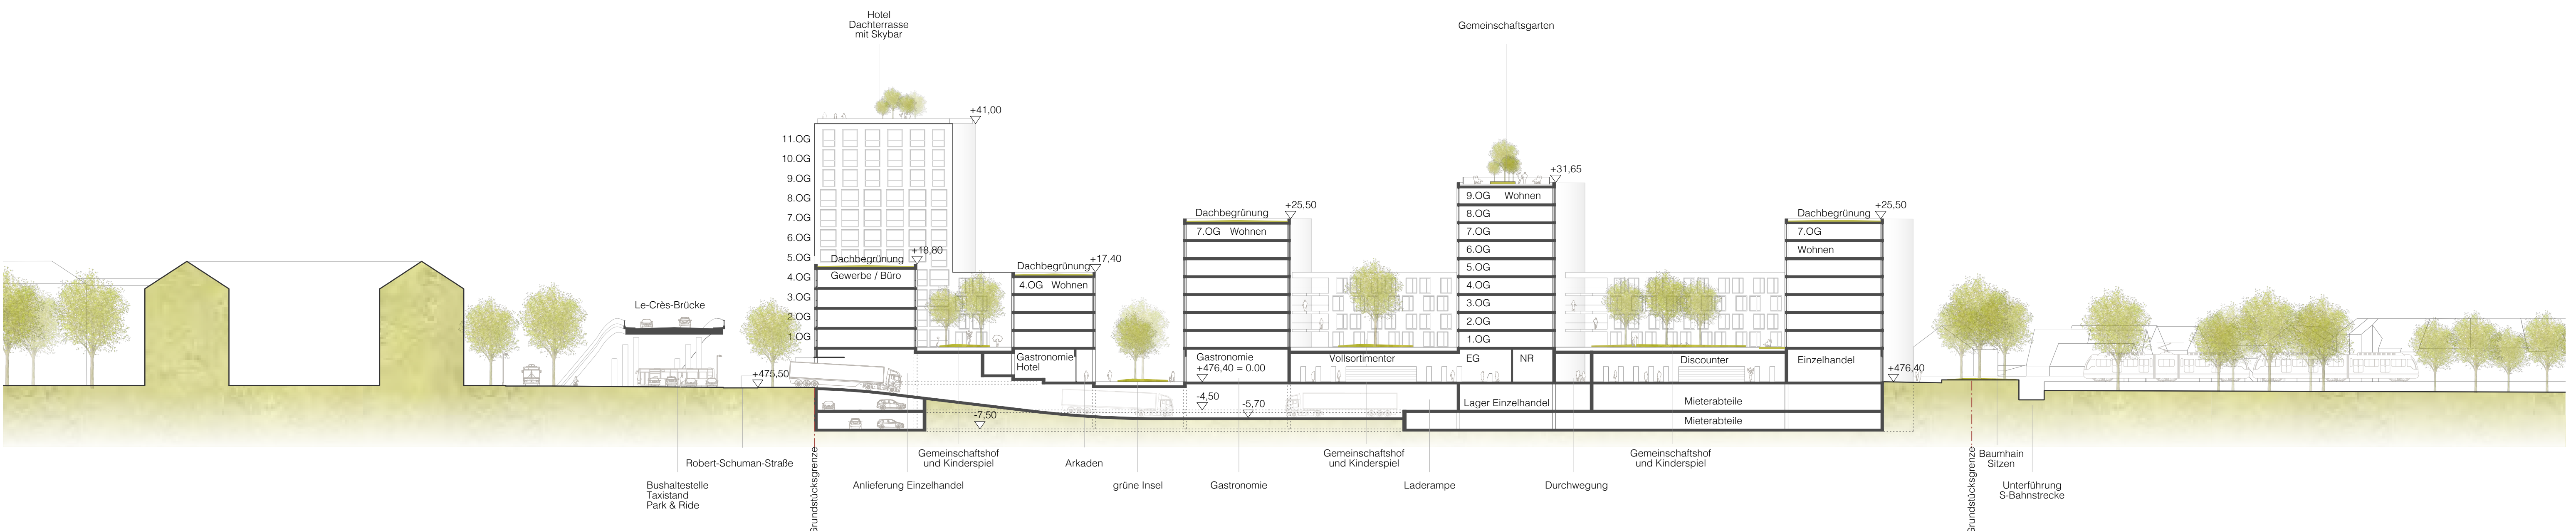 Hotel
Dachterrasse
mit Skybar
Gemeinschaftsgarten
+41,00
11.OG
10.OG
9.OG
8.OG
7.OG
6.OG
5.OG
4.OG
3.OG
2.OG
1.OG
+18,80
Dachbegrünung
Gewerbe / Büro
Dachbegrünung
+17,40
4.OG Wohnen
Gastronomie
Hotel
Dachbegrünung
+25,50
7.OG Wohnen
Gastronomie
+476,40 = 0.00
+31,65
9.OG Wohnen
8.OG
7.OG
6.OG
5.OG
4.OG
3.OG
2.OG
1.OG
Vollsortimenter
EG
NR
Discounter
Dachbegrünung
+25,50
7.OG
Wohnen
Einzelhandel
Le-Crès-Brücke
+475,50
+476,40
-4,50
-5,70
-7,50
Lager Einzelhandel
Mieterabteile
Mieterabteile
Robert-Schuman-Straße
Bushaltestelle
Taxistand
Park & Ride
Grundstücksgrenze
Anlieferung Einzelhandel
Gemeinschaftshof
und Kinderspiel
Arkaden
grüne Insel
Gastronomie
Gemeinschaftshof
und Kinderspiel
Laderampe
Durchwegung
Gemeinschaftshof
und Kinderspiel
Grundstücksgrenze
Baumhain
Sitzen
Unterführung
S-Bahnstrecke